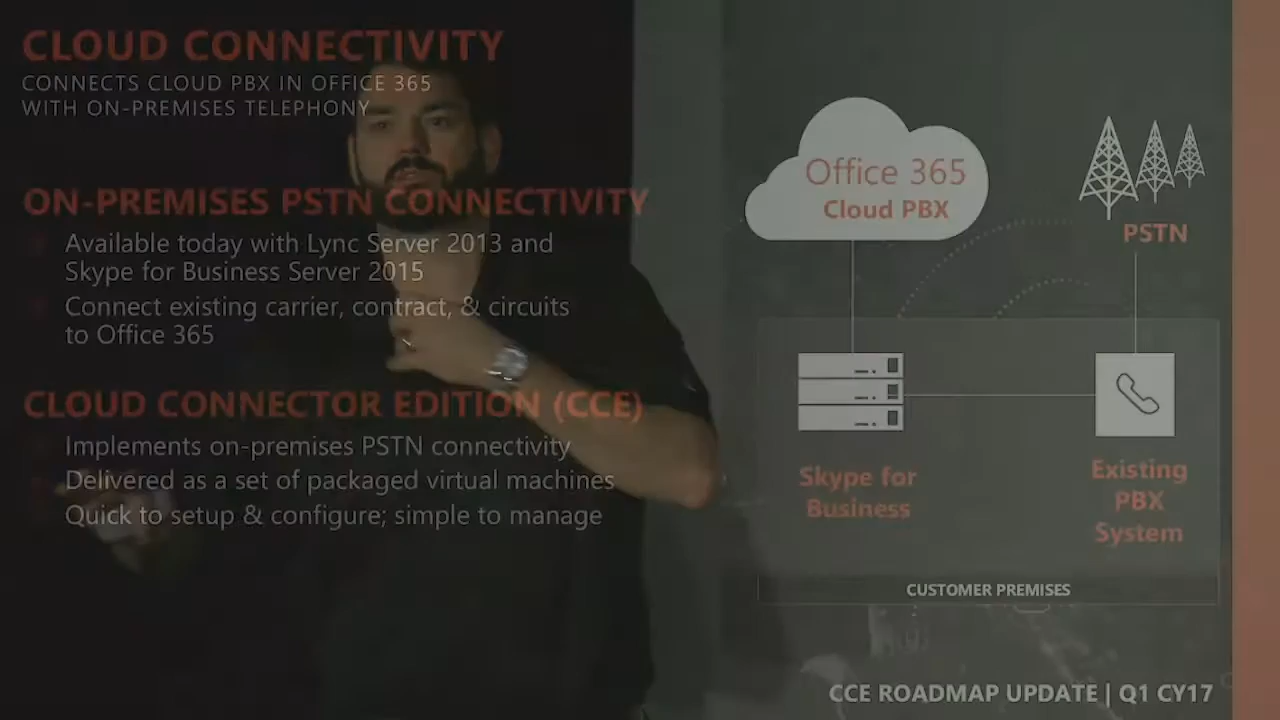 CLOUD CONNECTIVITY
CONNECTS CLOUD PBX IN OFFICE 365
WITH ON-PREMISES TELEPHONY
ON-PREMISES PSTN CONNECTIVITY
Available today with Lync Server 2013 and
Skype for Business Server 2015
Connect existing carrier, contract, & circuits
to Office 365
CLOUD CONNECTOR EDITION (CCE)
Implements on-premises PSTN connectivity
Delivered as a set of packaged virtual machines
Quick to setup & configure; simple to manage
Office 365
Cloud PBX
PSTN
Skype for
Business
Existing
PBX
System
CUSTOMER PREMISES
CCE ROADMAP UPDATE | Q1 CY17